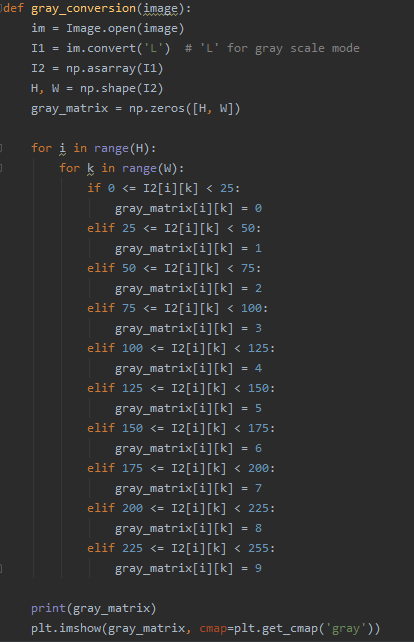 def gray_conversion(image):
    im = Image.open(image)
    I1 = im.convert('L')  # 'L' for gray scale mode
    I2 = np.asarray(I1)
    H, W = np.shape(I2)
    gray_matrix = np.zeros([H, W])

    for i in range(H):
        for k in range(W):
            if 0 <= I2[i][k] < 25:
                gray_matrix[i][k] = 0
            elif 25 <= I2[i][k] < 50:
                gray_matrix[i][k] = 1
            elif 50 <= I2[i][k] < 75:
                gray_matrix[i][k] = 2
            elif 75 <= I2[i][k] < 100:
                gray_matrix[i][k] = 3
            elif 100 <= I2[i][k] < 125:
                gray_matrix[i][k] = 4
            elif 125 <= I2[i][k] < 150:
                gray_matrix[i][k] = 5
            elif 150 <= I2[i][k] < 175:
                gray_matrix[i][k] = 6
            elif 175 <= I2[i][k] < 200:
                gray_matrix[i][k] = 7
            elif 200 <= I2[i][k] < 225:
                gray_matrix[i][k] = 8
            elif 225 <= I2[i][k] < 255:
                gray_matrix[i][k] = 9

    print(gray_matrix)
    plt.imshow(gray_matrix, cmap=plt.get_cmap('gray'))